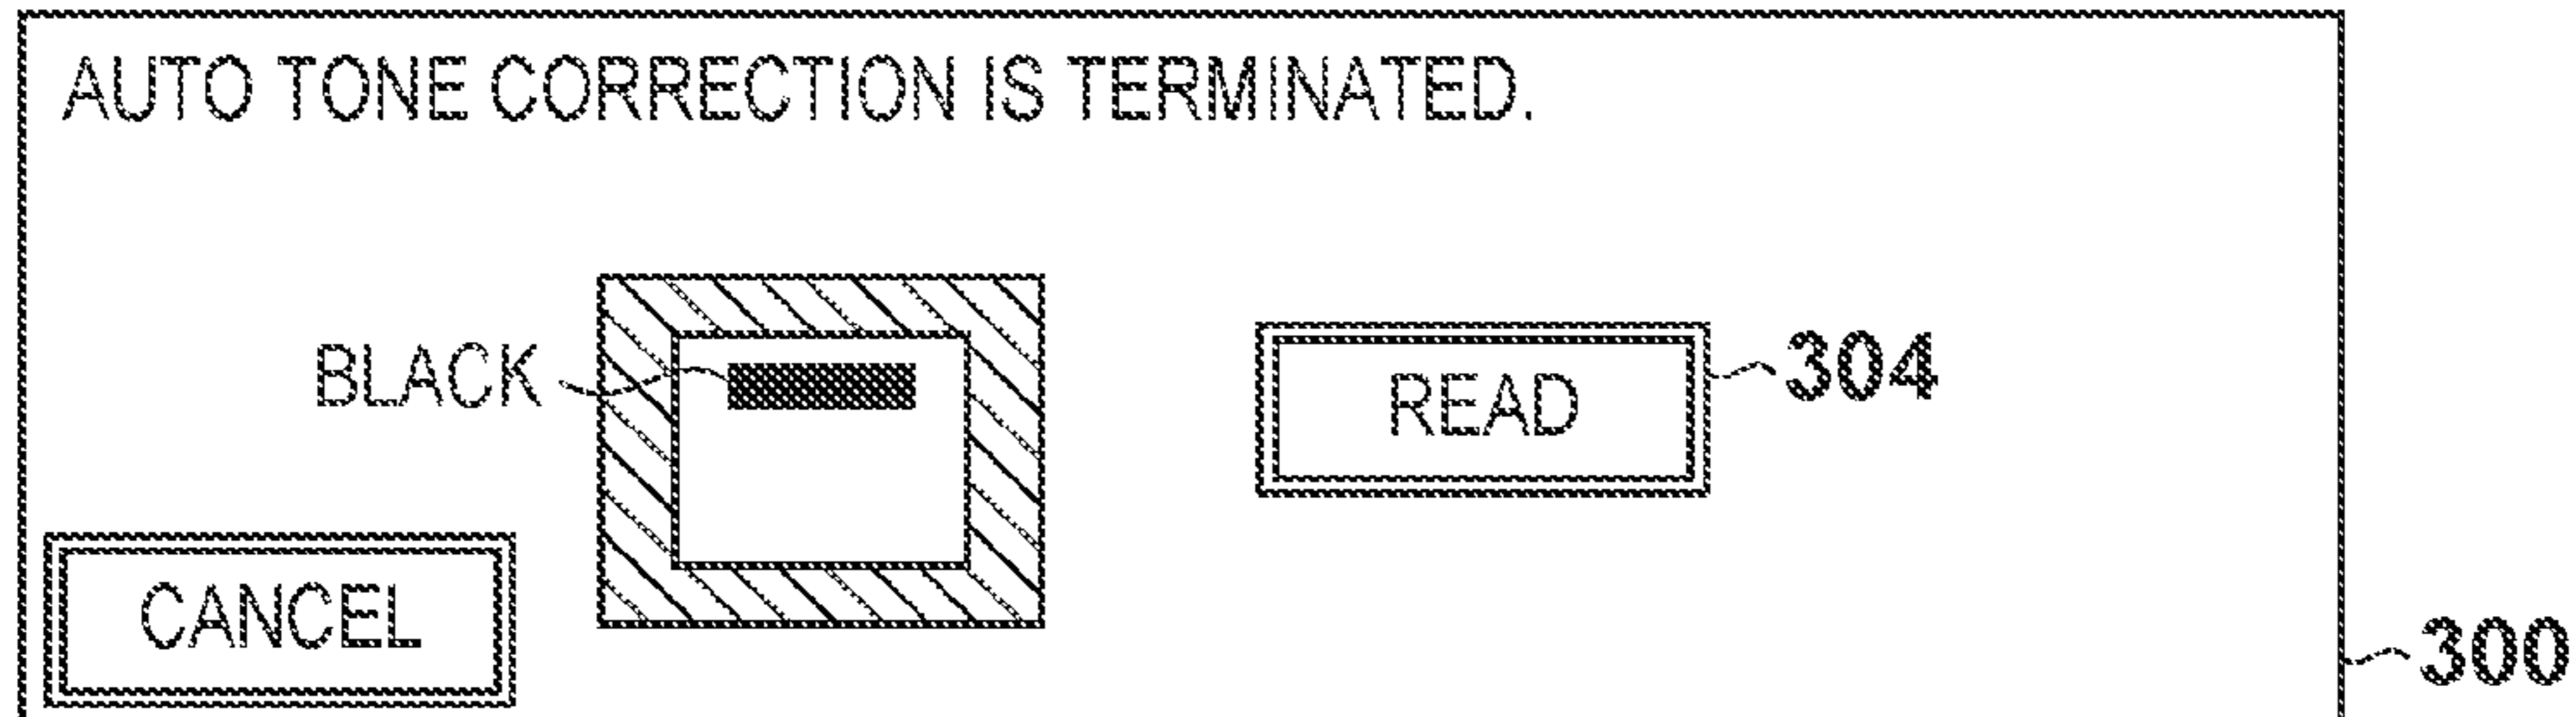 AUTO TONE CORRECTION IS TERMINATED.
BLACK
READ
304
CANCEL
300